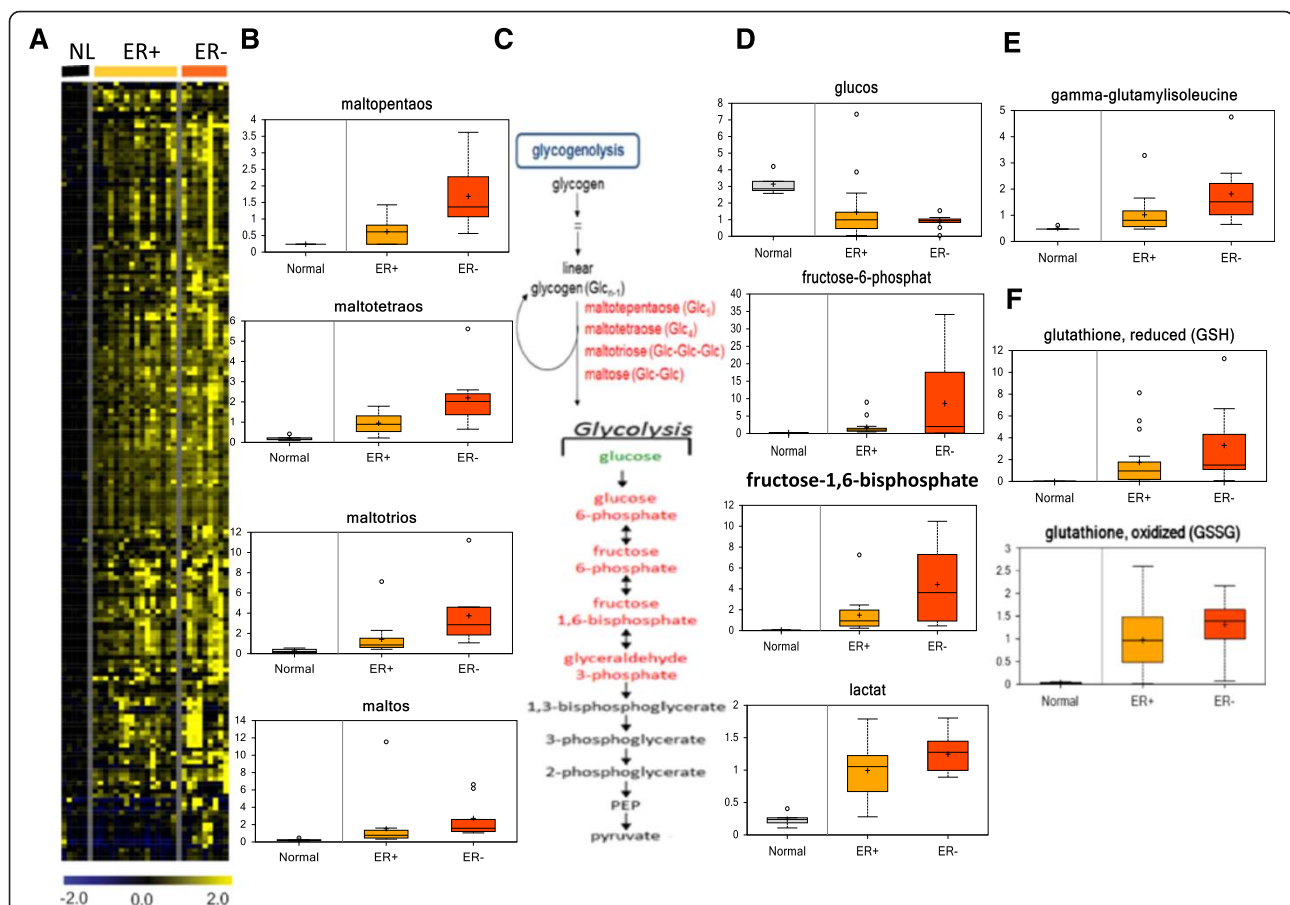 A
NL ER+ ER-
-2.0 0.0 2.0
B
maltopentaos
4
3.5
3
2.5
2
1.5
1
0.5
0
Normal ER+ ER-
maltotetraos
6
5
4
3
2
1
0
Normal ER+ ER-
maltotrios
12
10
8
6
4
2
0
Normal ER+ ER-
maltos
14
12
10
8
6
4
2
0
Normal ER+ ER-
C
glycogenolysis
glycogen
linear
glycogen (Glcn-1)
maltotepentaose (Glc5)
maltotetraose (Glc4)
maltotriose (Glc-Glc-Glc)
maltose (Glc-Glc)
Glycolysis
glucose
glucose
6-phosphate
fructose
6-phosphate
fructose
1,6-bisphosphate
glyceraldehyde
3-phosphate
1,3-bisphosphoglycerate
3-phosphoglycerate
2-phosphoglycerate
PEP
pyruvate
D
glucos
8
7
6
5
4
3
2
1
0
Normal ER+ ER-
fructose-6-phosphat
40
35
30
25
20
15
10
5
0
Normal ER+ ER-
fructose-1,6-bisphosphate
12
10
8
6
4
2
0
Normal ER+ ER-
lactat
2
1.5
1
0.5
0
Normal ER+ ER-
E
gamma-glutamylisoleucine
5
4
3
2
1
0
Normal ER+ ER-
F
glutathione, reduced (GSH)
12
10
8
6
4
2
0
Normal ER+ ER-
glutathione, oxidized (GSSG)
3
2.5
2
1.5
1
0.5
0
Normal ER+ ER-